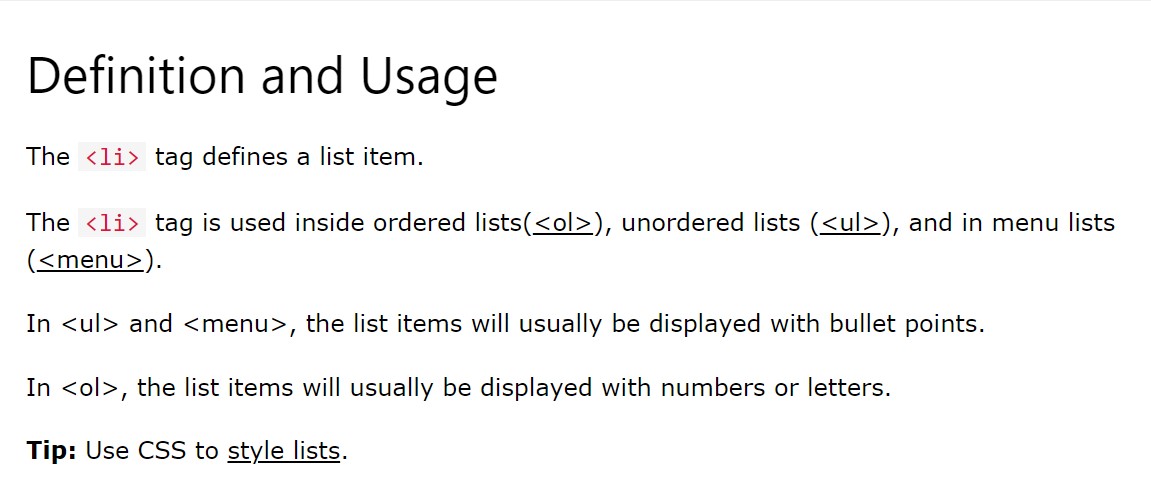 Definition and Usage
The <li> tag defines a list item.
The <li> tag is used inside ordered lists(<ol>), unordered lists (<ul>), and in menu lists
(<menu>).
In <ul> and <menu>, the list items will usually be displayed with bullet points.
In <ol>, the list items will usually be displayed with numbers or letters.
Tip: Use CSS to style lists.